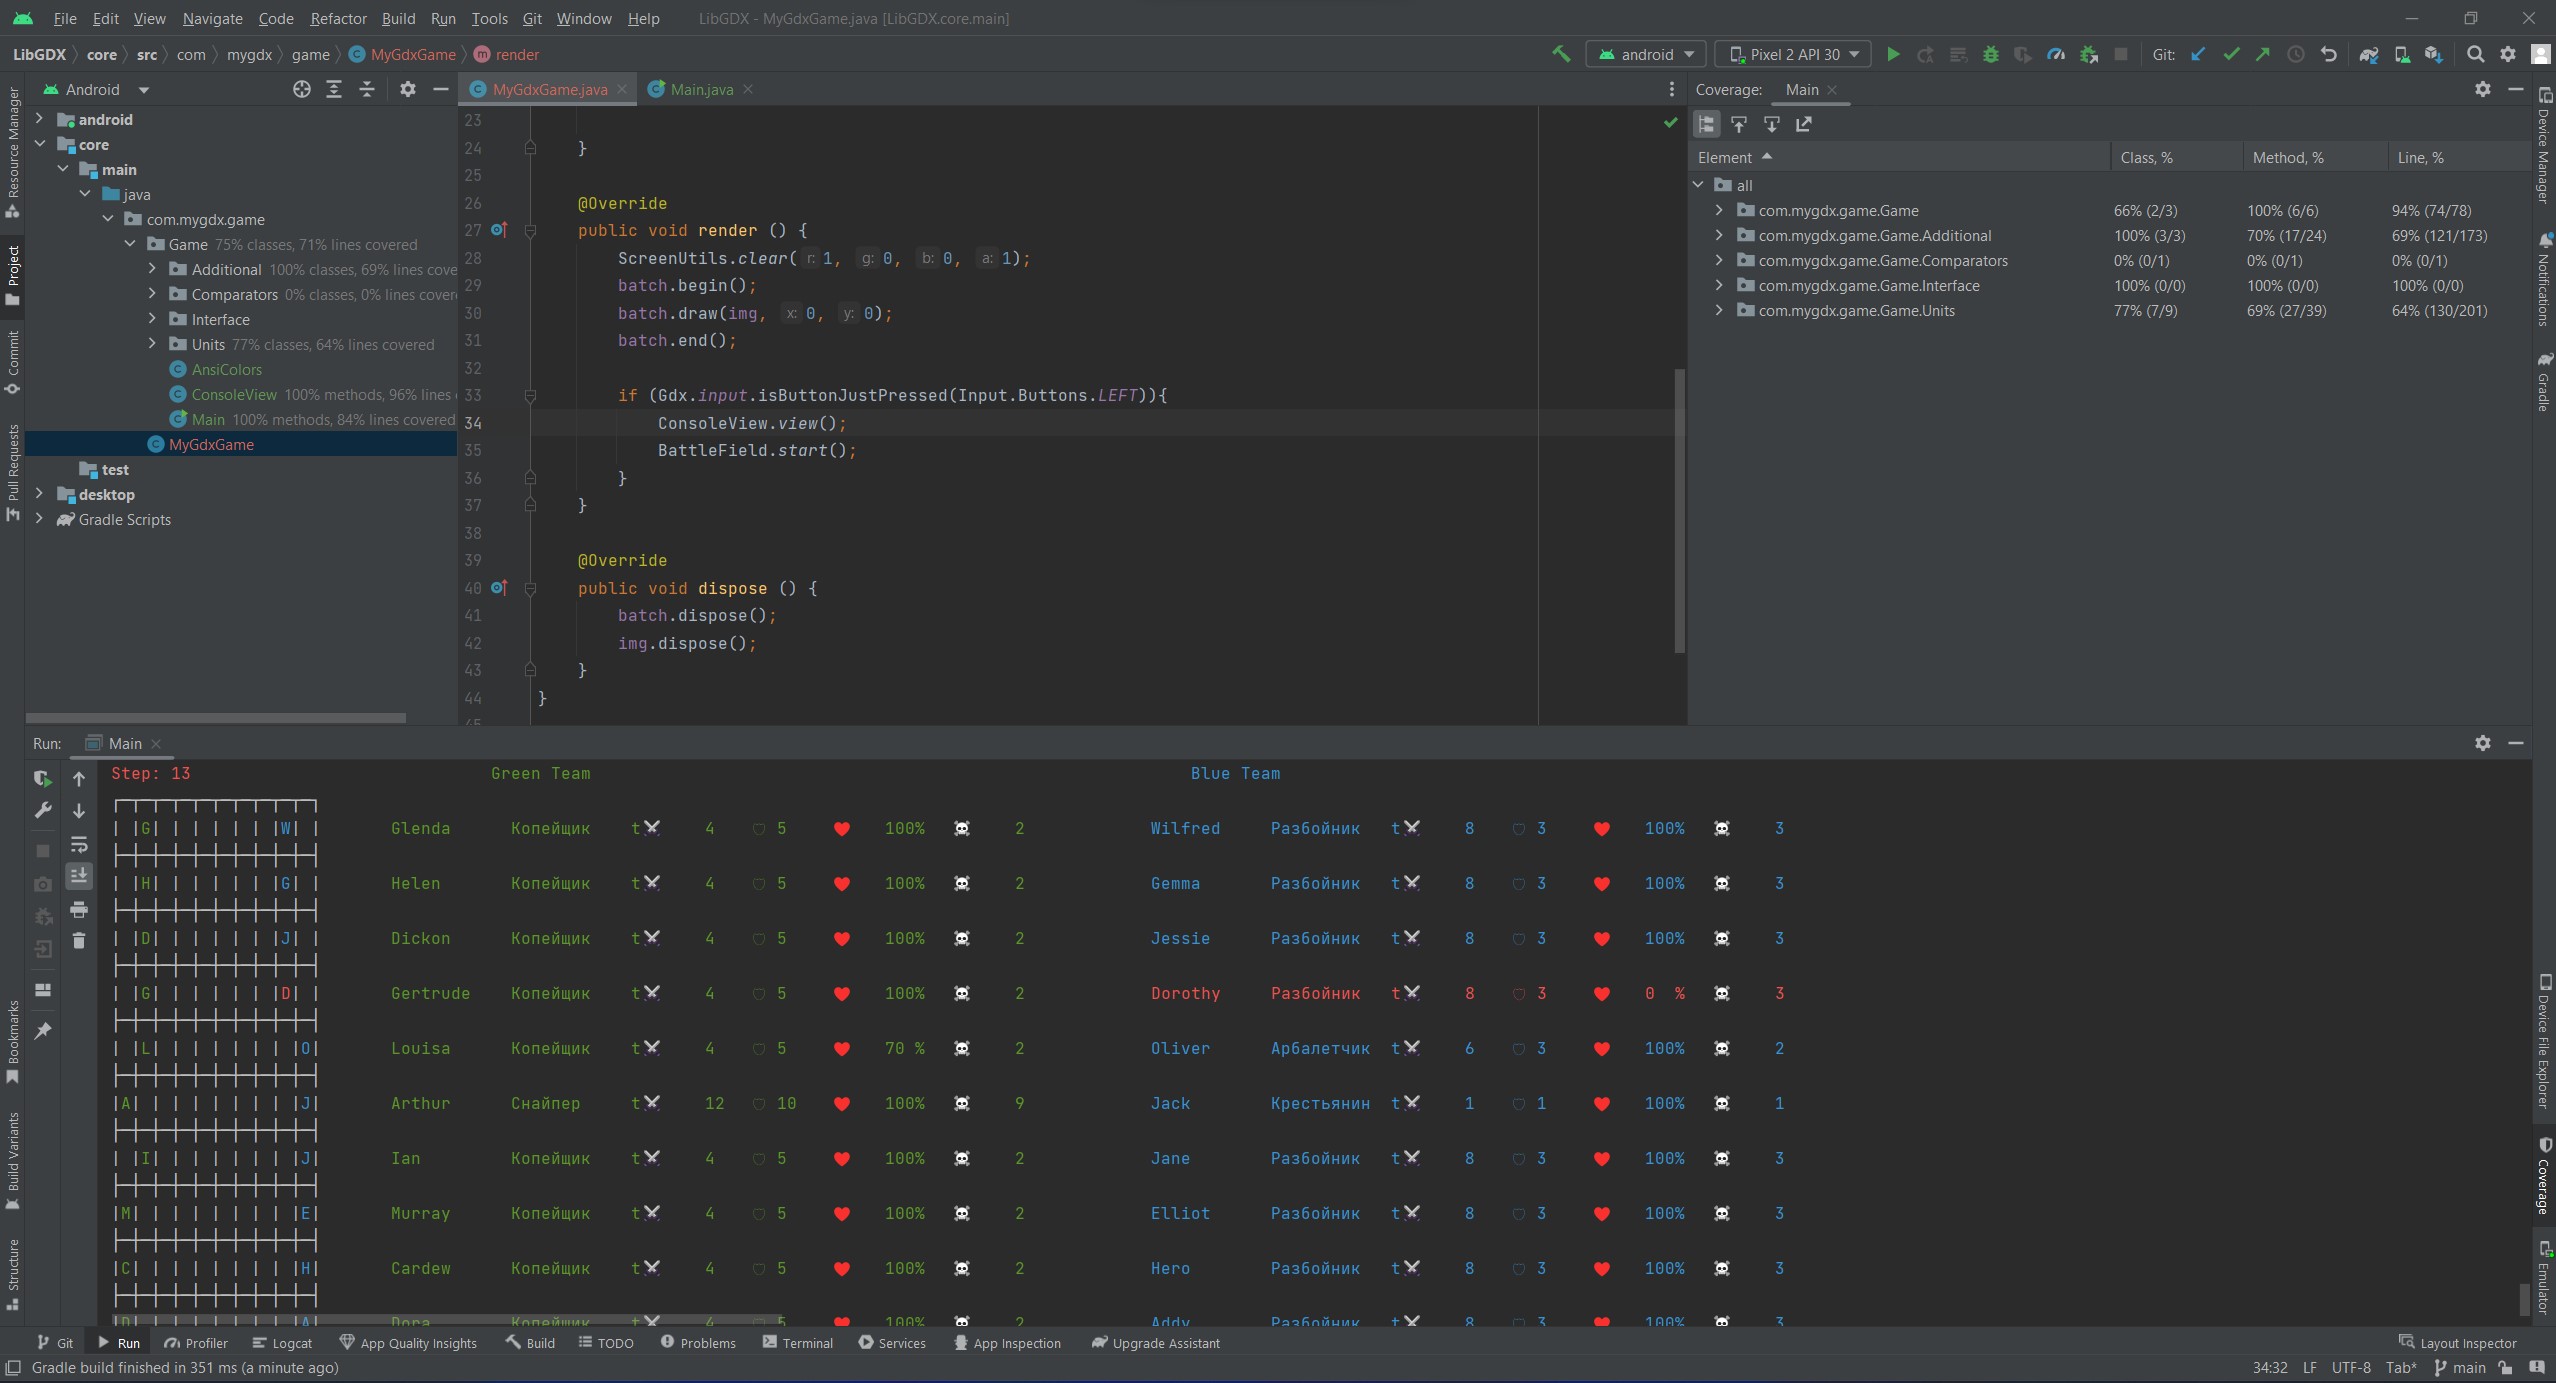 File Edit View Navigate Code Refactor Build Run Tools Git Window Help LibGDX - MyGdxGame.java [LibGDX.core.main]
LibGDX core src com mygdx game MyGdxGame render android Pixel 2 API 30 Git:
Android
MyGdxGame.java Main.java
Coverage: Main
Resource Manager
Project
Commit
Pull Requests
android
core
main
java
com.mygdx.game
Game 75% classes, 71% lines covered
Additional 100% classes, 69% lines cove
Comparators 0% classes, 0% lines cover
Interface
Units 77% classes, 64% lines covered
AnsiColors
ConsoleView 100% methods, 96% lines
Main 100% methods, 84% lines covered
MyGdxGame
test
desktop
Gradle Scripts
23
24 }
25
26 @Override
27 public void render () {
28 ScreenUtils.clear( r: 1, g: 0, b: 0, a: 1);
29 batch.begin();
30 batch.draw(img, x: 0, y: 0);
31 batch.end();
32
33 if (Gdx.input.isButtonJustPressed(Input.Buttons.LEFT)){
34 ConsoleView.view();
35 BattleField.start();
36 }
37 }
38
39 @Override
40 public void dispose () {
41 batch.dispose();
42 img.dispose();
43 }
44 }
45
Element Class, % Method, % Line, %
all
com.mygdx.game.Game 66% (2/3) 100% (6/6) 94% (74/78)
com.mygdx.game.Game.Additional 100% (3/3) 70% (17/24) 69% (121/173)
com.mygdx.game.Game.Comparators 0% (0/1) 0% (0/1) 0% (0/1)
com.mygdx.game.Game.Interface 100% (0/0) 100% (0/0) 100% (0/0)
com.mygdx.game.Game.Units 77% (7/9) 69% (27/39) 64% (130/201)
Device Manager
Notifications
Gradle
Run: Main
Step: 13 Green Team Blue Team
| |G| | | | | | |W| | Glenda Копейщик t⚔ 4 🛡 5 ♥ 100% ☠ 2 Wilfred Разбойник t⚔ 8 🛡 3 ♥ 100% ☠ 3
| |H| | | | | | |G| | Helen Копейщик t⚔ 4 🛡 5 ♥ 100% ☠ 2 Gemma Разбойник t⚔ 8 🛡 3 ♥ 100% ☠ 3
| |D| | | | | | |J| | Dickon Копейщик t⚔ 4 🛡 5 ♥ 100% ☠ 2 Jessie Разбойник t⚔ 8 🛡 3 ♥ 100% ☠ 3
| |G| | | | | | |D| | Gertrude Копейщик t⚔ 4 🛡 5 ♥ 100% ☠ 2 Dorothy Разбойник t⚔ 8 🛡 3 ♥ 0 % ☠ 3
| |L| | | | | | | |O| Louisa Копейщик t⚔ 4 🛡 5 ♥ 70 % ☠ 2 Oliver Арбалетчик t⚔ 6 🛡 3 ♥ 100% ☠ 2
|A| | | | | | | | |J| Arthur Снайпер t⚔ 12 🛡 10 ♥ 100% ☠ 9 Jack Крестьянин t⚔ 1 🛡 1 ♥ 100% ☠ 1
| |I| | | | | | | |J| Ian Копейщик t⚔ 4 🛡 5 ♥ 100% ☠ 2 Jane Разбойник t⚔ 8 🛡 3 ♥ 100% ☠ 3
|M| | | | | | | | |E| Murray Копейщик t⚔ 4 🛡 5 ♥ 100% ☠ 2 Elliot Разбойник t⚔ 8 🛡 3 ♥ 100% ☠ 3
|C| | | | | | | | |H| Cardew Копейщик t⚔ 4 🛡 5 ♥ 100% ☠ 2 Hero Разбойник t⚔ 8 🛡 3 ♥ 100% ☠ 3
|D| | | | | | | | |A| Dora Копейщик t⚔ 4 🛡 5 ♥ 100% ☠ 2 Addy Разбойник t⚔ 8 🛡 3 ♥ 100% ☠ 3
Bookmarks
Build Variants
Structure
Device File Explorer
Coverage
Emulator
Git Run Profiler Logcat App Quality Insights Build TODO Problems Terminal Services App Inspection Upgrade Assistant Layout Inspector
Gradle build finished in 351 ms (a minute ago) 34:32 LF UTF-8 Tab* main